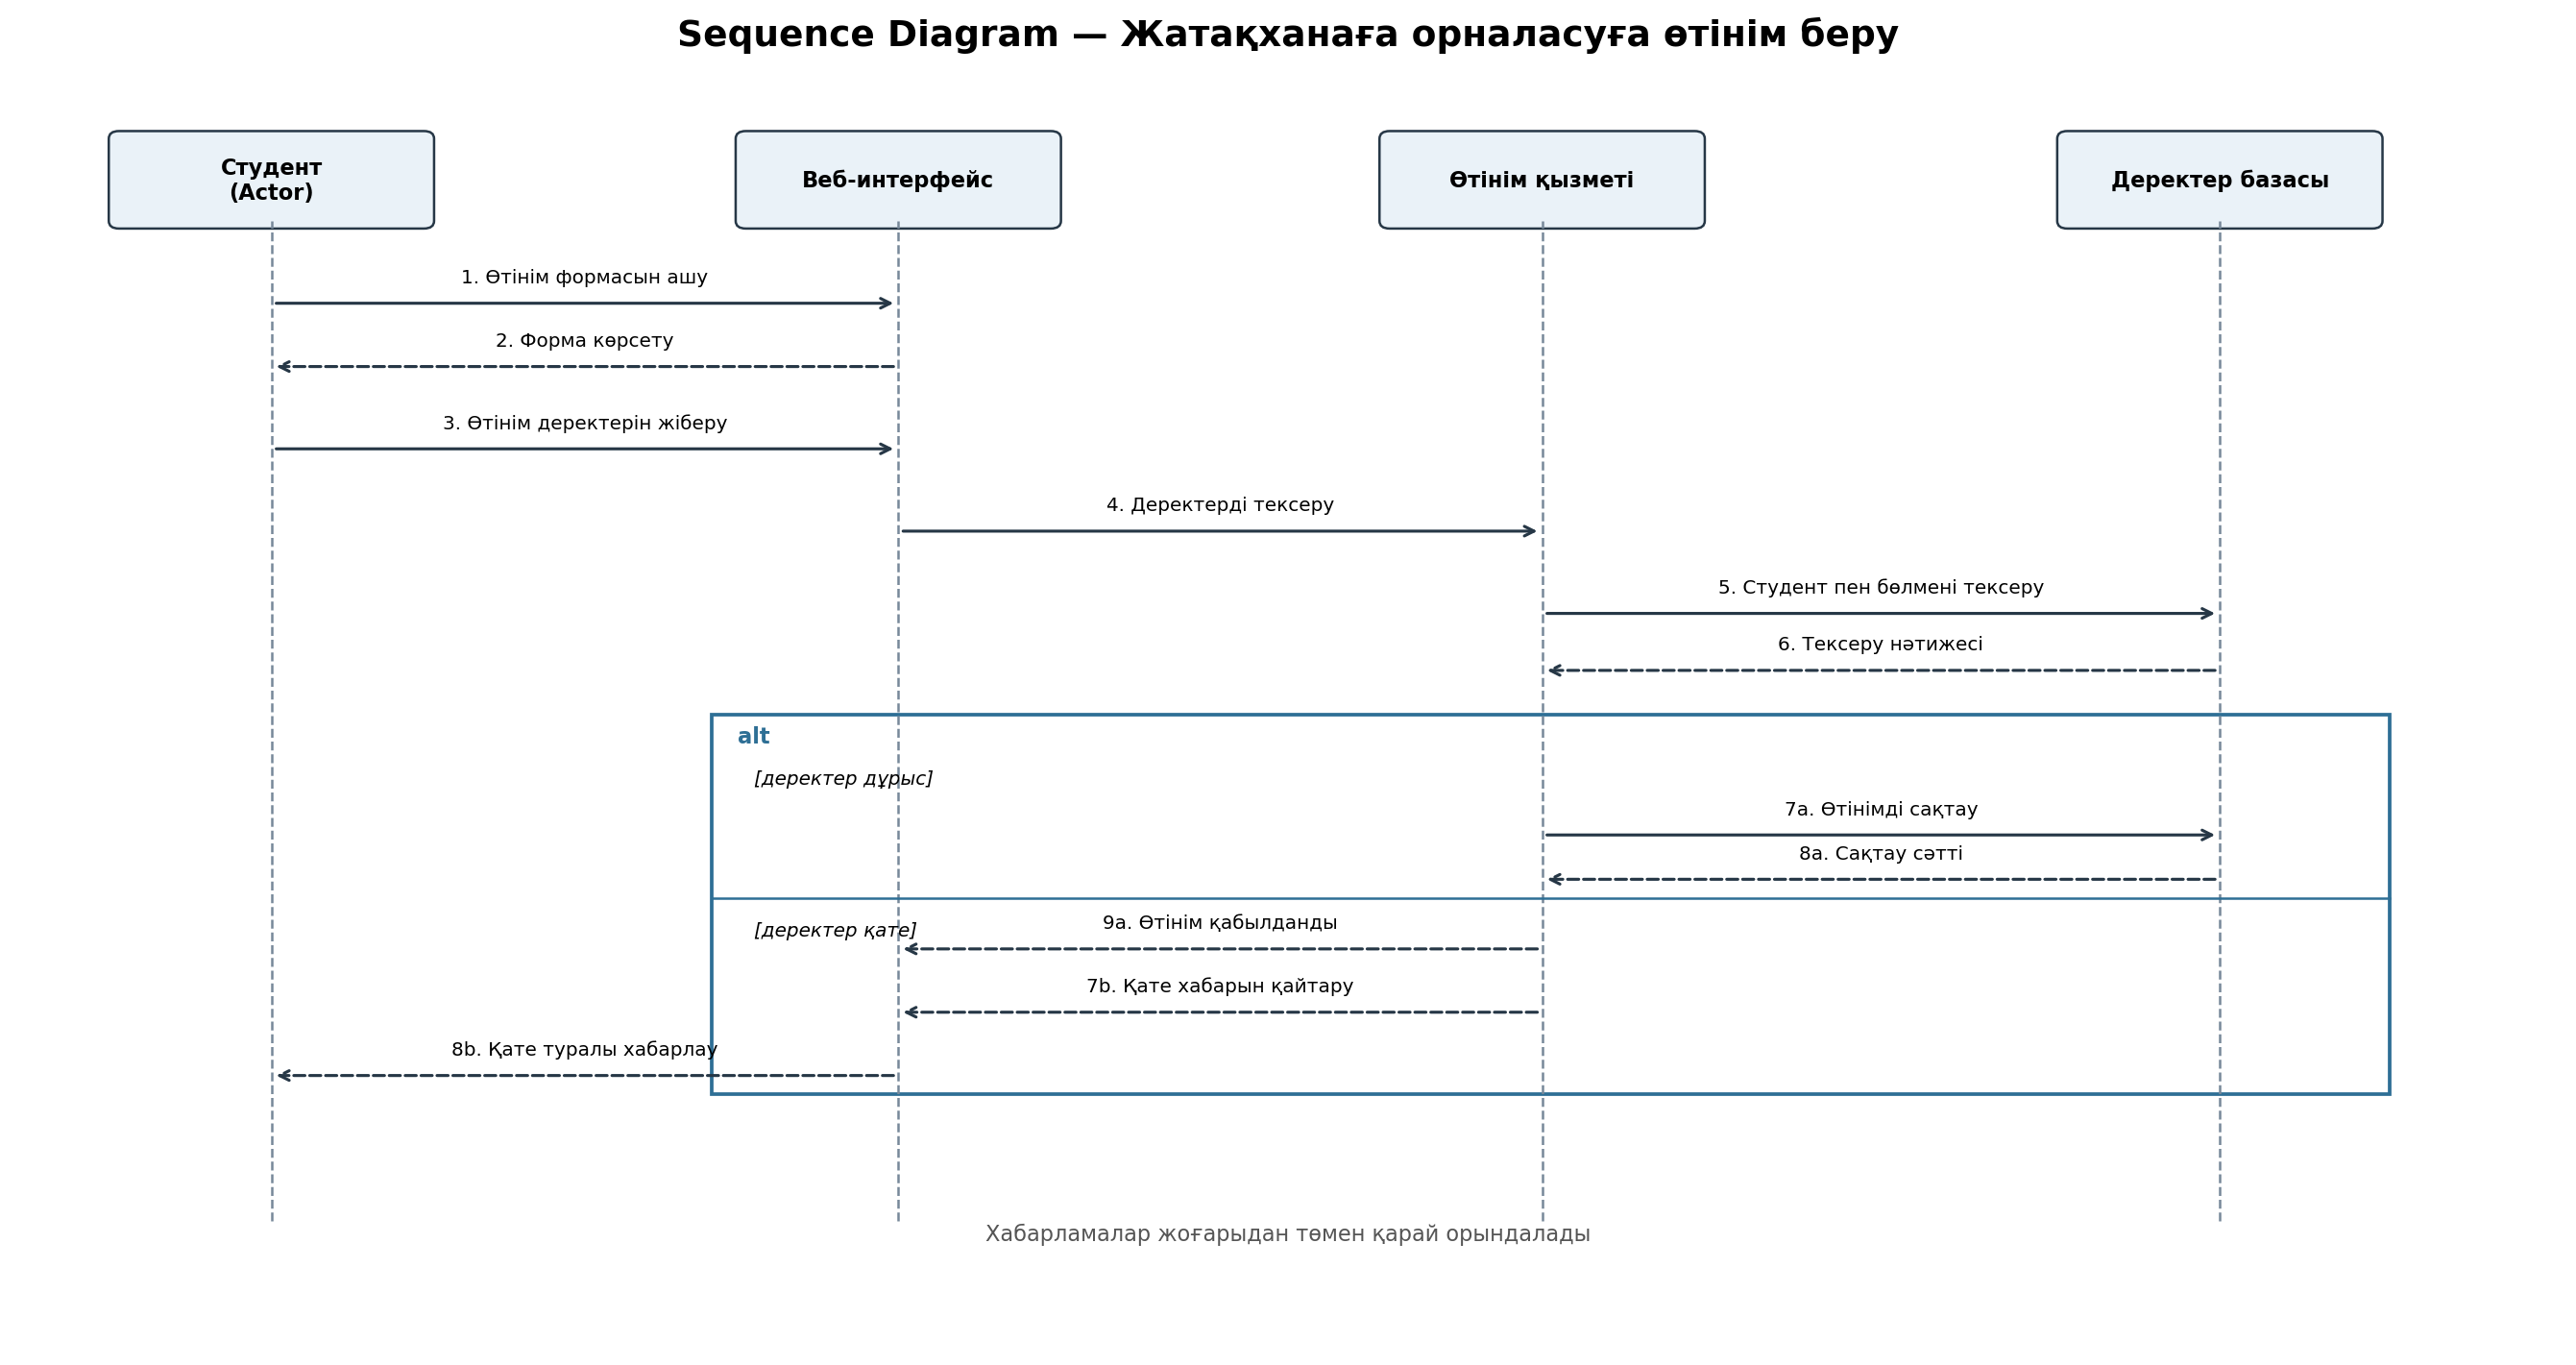 Sequence Diagram — Жатақханаға орналасуға өтінім беру
Студент
(Actor)
Веб-интерфейс
Өтінім қызметі
Деректер базасы
1. Өтінім формасын ашу
2. Форма көрсету
3. Өтінім деректерін жіберу
4. Деректерді тексеру
5. Студент пен бөлмені тексеру
6. Тексеру нәтижесі
alt
[деректер дұрыс]
7a. Өтінімді сақтау
8a. Сақтау сәтті
9a. Өтінім қабылданды
[деректер қате]
7b. Қате хабарын қайтару
8b. Қате туралы хабарлау
Хабарламалар жоғарыдан төмен қарай орындалады